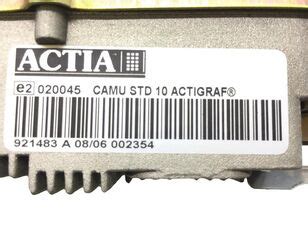 ACTIA
e2 020045 CAMU STD 10 ACTIGRAF®
921483 A 08/06 002354